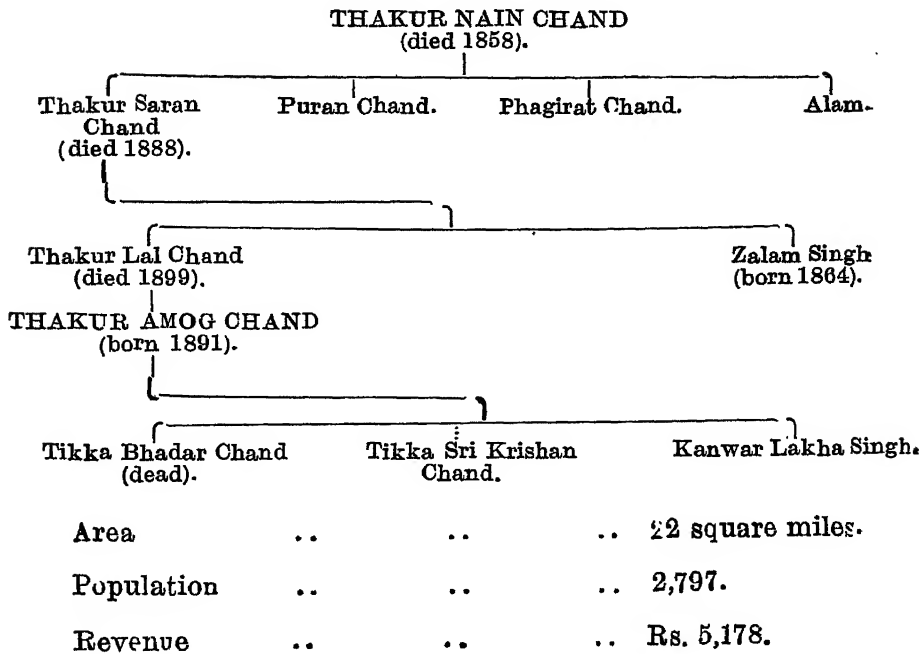 THAKUR NAIN CHAND
(died 1858).
Thakur Saran Puran Chand. Phagirat Chand. Alam.
Chand
(died 1888).
Thakur Lal Chand Zalam Singh
(died 1899). (born 1864).
THAKUR AMOG CHAND
(born 1891).
Tikka Bhadar Chand Tikka Sri Krishan Kanwar Lakha Singh.
(dead). Chand.
Area .. .. .. 22 square miles.
Population .. .. .. 2,797.
Revenue .. .. .. Rs. 5,178.